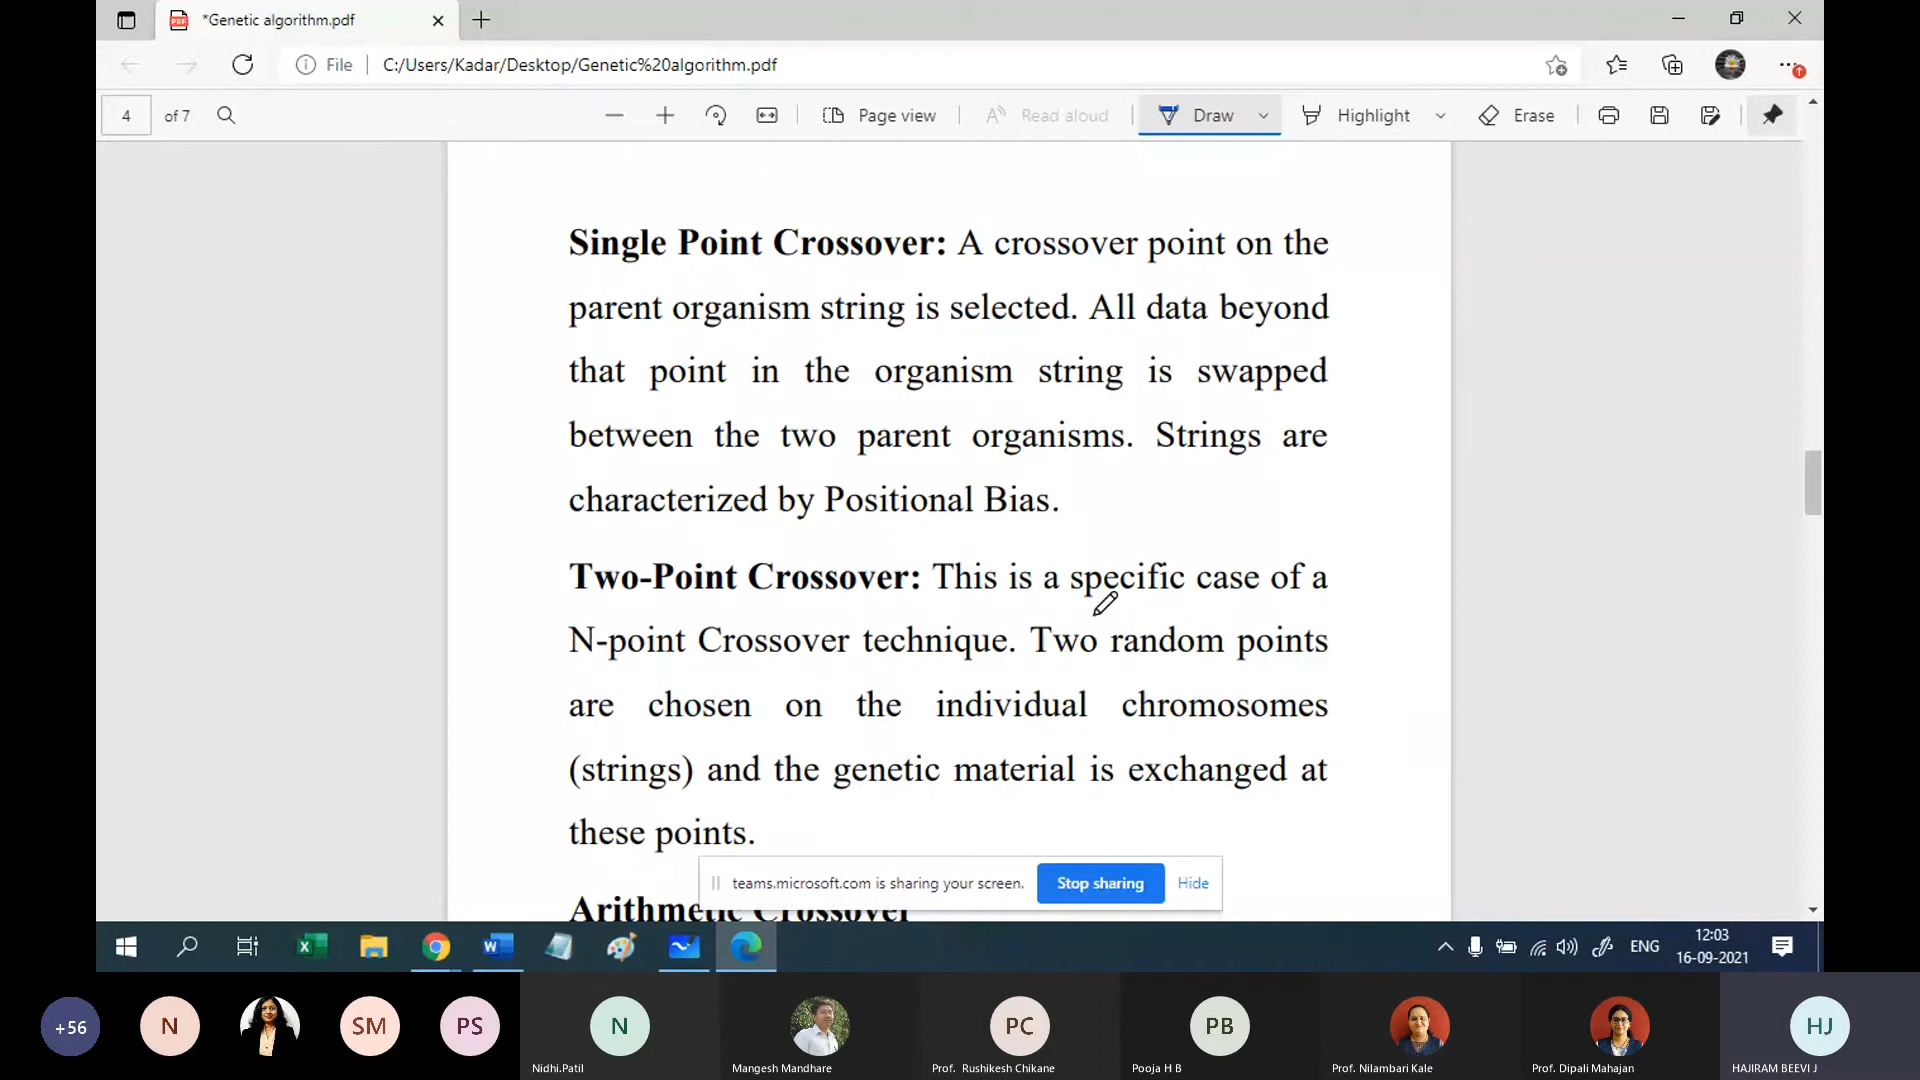 *Genetic algorithm.pdf
File
C:/Users/Kadar/Desktop/Genetic%20algorithm.pdf
4 of 7
Page view
Read aloud
Draw
Highlight
Erase
Single Point Crossover: A crossover point on the
parent organism string is selected. All data beyond
that point in the organism string is swapped
between the two parent organisms. Strings are
characterized by Positional Bias.
Two-Point Crossover: This is a specific case of a
N-point Crossover technique. Two random points
are chosen on the individual chromosomes
(strings) and the genetic material is exchanged at
these points.
teams.microsoft.com is sharing your screen.
Stop sharing
Hide
Arithmetic Crossover
ENG
12:03
16-09-2021
+56
N
SM
PS
N
PC
PB
HJ
Nidhi.Patil
Mangesh Mandhare
Prof. Rushikesh Chikane
Pooja H B
Prof. Nilambari Kale
Prof. Dipali Mahajan
HAJIRAM BEEVI J